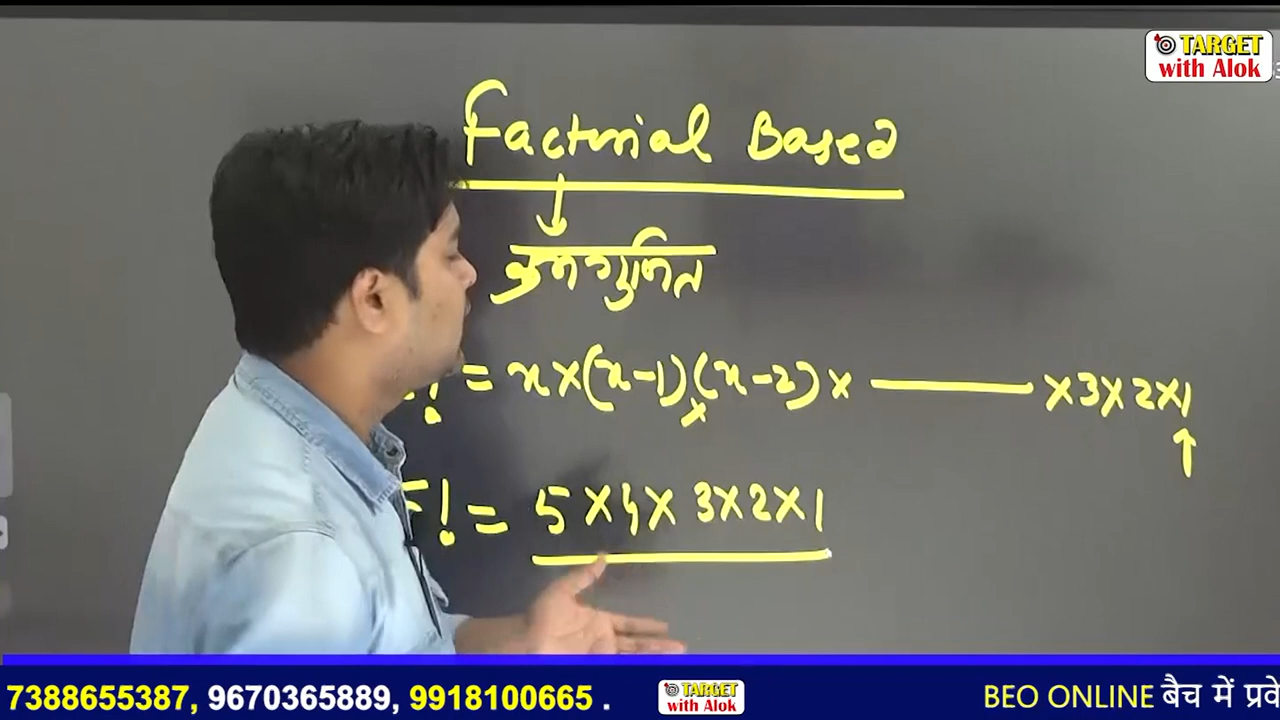 TARGET
with Alok
Factorial Based
क्रमगुणित
! = x×(x-1)×(x-2)× ——— ×3×2×1
5! = 5×4×3×2×1
7388655387, 9670365889, 9918100665 .
TARGET
with Alok
BEO ONLINE बैच में